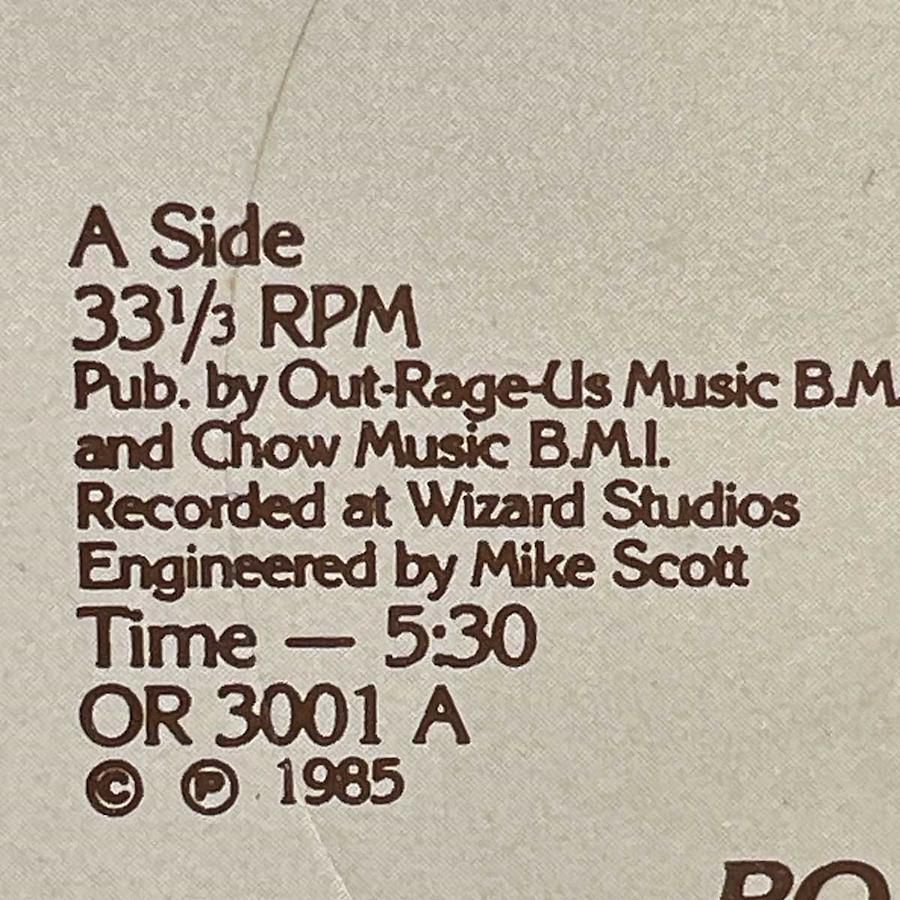 A Side
33⅓ RPM
Pub. by Out-Rage-Us Music B.M.
and Chow Music B.M.I.
Recorded at Wizard Studios
Engineered by Mike Scott
Time — 5:30
OR 3001 A
© ℗ 1985